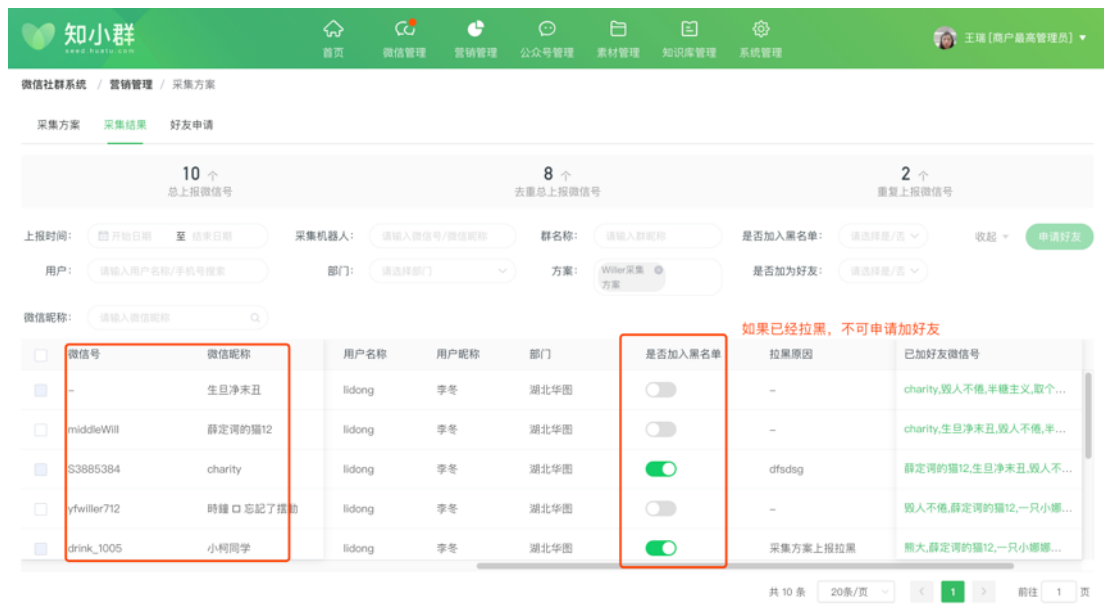 知小群
seed.huatu.com
首页
微信管理
营销管理
公众号管理
素材管理
知识库管理
系统管理
王瑞 [商户最高管理员]
微信社群系统 / 营销管理 / 采集方案
采集方案 采集结果 好友申请
10 个 8 个 2 个
总上报微信号 去重总上报微信号 重复上报微信号
上报时间: 开始日期 至 结束日期 采集机器人: 请输入微信号/微信昵称 群名称: 请输入群昵称 是否加入黑名单: 请选择是/否 收起 申请好友
用户: 请输入用户名称/手机号搜索 部门: 请选择部门 方案: Willer采集方案 是否加为好友: 请选择是/否
微信昵称: 请输入微信昵称
如果已经拉黑，不可申请加好友
微信号 微信昵称 用户名称 用户昵称 部门 是否加入黑名单 拉黑原因 已加好友微信号
– 生旦净末丑 lidong 李冬 湖北华图 – charity,毁人不倦,半糖主义,取个...
middleWill 薛定谔的猫12 lidong 李冬 湖北华图 – charity,生旦净末丑,毁人不倦,半...
S3885384 charity lidong 李冬 湖北华图 dfsdsg 薛定谔的猫12,生旦净末丑,毁人不...
yfwiller712 時鐘口忘記了摆動 lidong 李冬 湖北华图 – 毁人不倦,薛定谔的猫12,一只小娜...
drink_1005 小柯同学 lidong 李冬 湖北华图 采集方案上报拉黑 熊大,薛定谔的猫12,一只小娜娜...
共 10 条 20条/页 < 1 > 前往 1 页